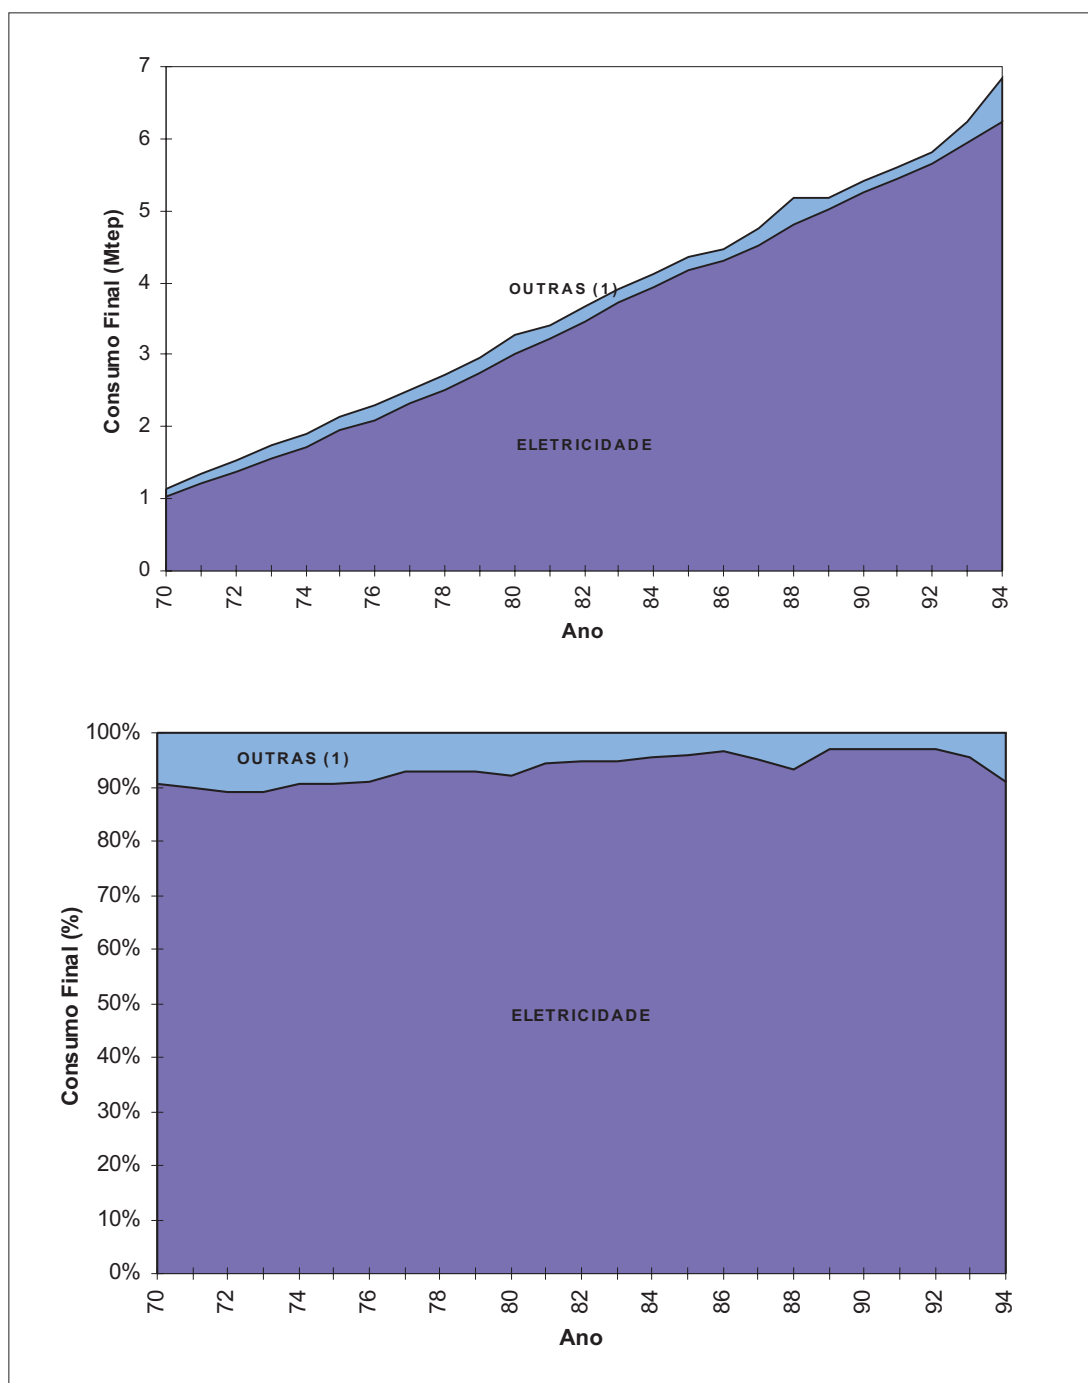 7
6
5
4
3
2
1
0
Consumo Final (Mtep)
OUTRAS (1)
ELETRICIDADE
70 72 74 76 78 80 82 84 86 88 90 92 94
Ano
100%
90%
80%
70%
60%
50%
40%
30%
20%
10%
0%
Consumo Final (%)
OUTRAS (1)
ELETRICIDADE
70 72 74 76 78 80 82 84 86 88 90 92 94
Ano